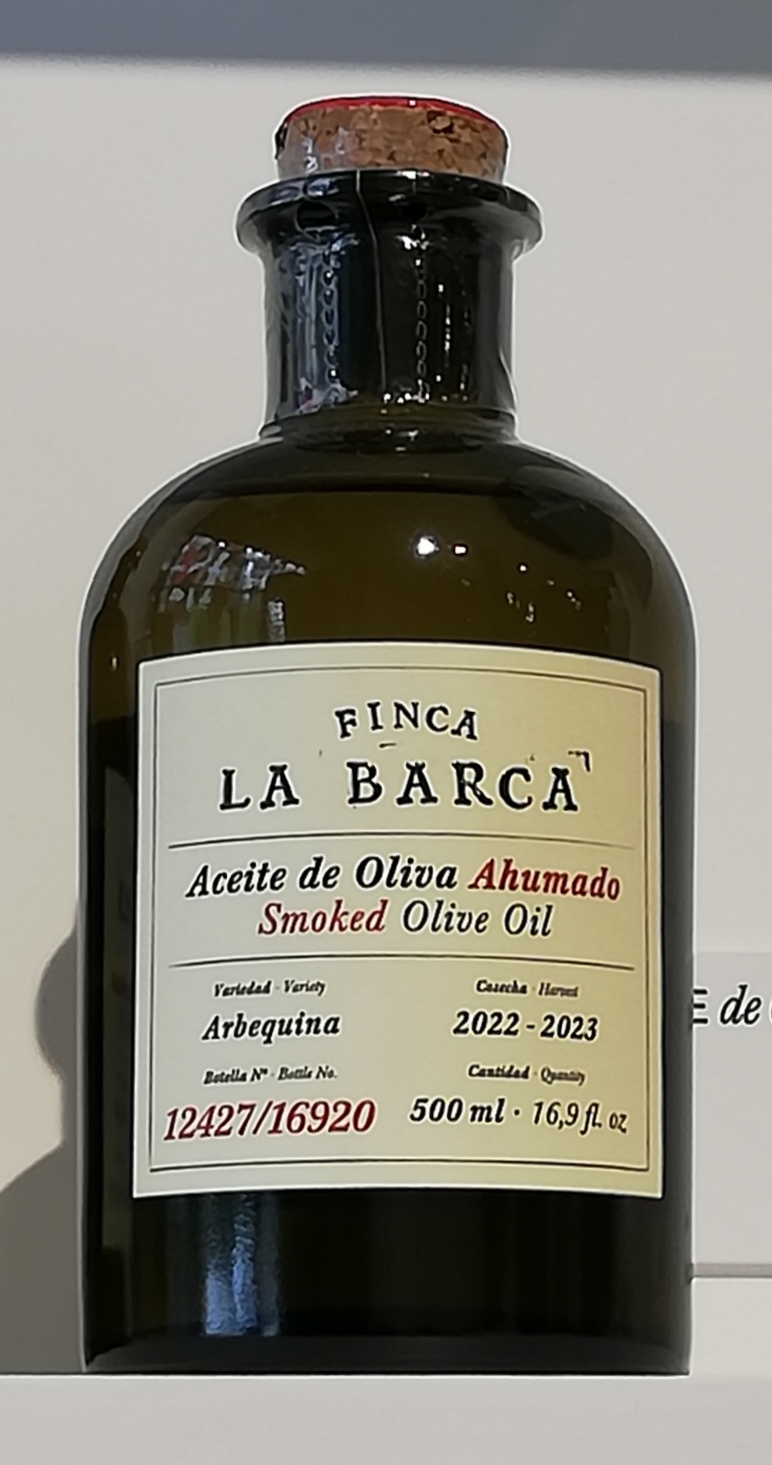 FINCA
LA BARCA
Aceite de Oliva Ahumado
Smoked Olive Oil
Variedad · Variety
Cosecha · Harvest
Arbequina
2022-2023
Botella Nº · Bottle No.
Cantidad · Quantity
12427/16920
500 ml · 16,9 fl. oz
de